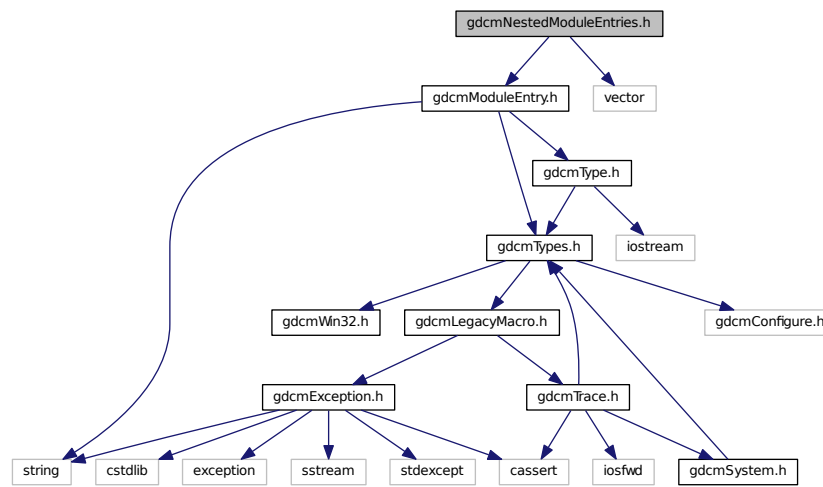 gdcmNestedModuleEntries.h
gdcmModuleEntry.h
vector
gdcmType.h
gdcmTypes.h
iostream
gdcmWin32.h
gdcmLegacyMacro.h
gdcmConfigure.h
gdcmException.h
gdcmTrace.h
string
cstdlib
exception
sstream
stdexcept
cassert
iosfwd
gdcmSystem.h